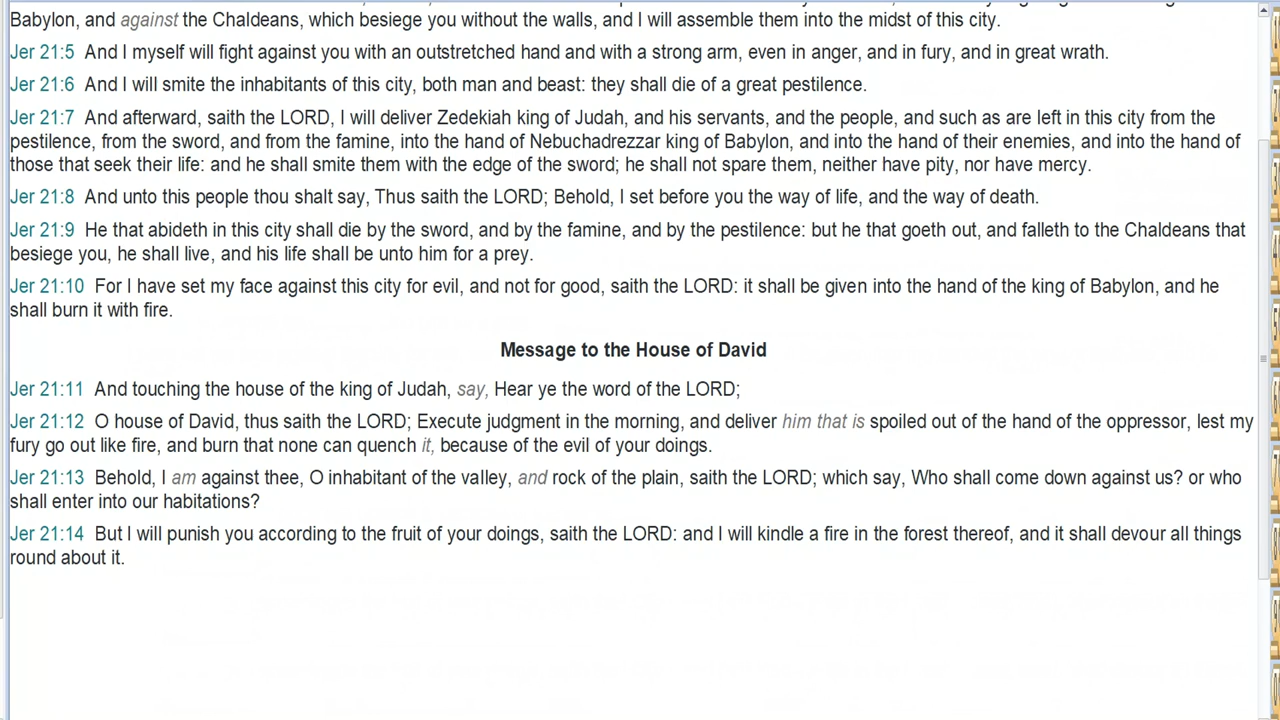 Babylon, and against the Chaldeans, which besiege you without the walls, and I will assemble them into the midst of this city.
Jer 21:5 And I myself will fight against you with an outstretched hand and with a strong arm, even in anger, and in fury, and in great wrath.
Jer 21:6 And I will smite the inhabitants of this city, both man and beast: they shall die of a great pestilence.
Jer 21:7 And afterward, saith the LORD, I will deliver Zedekiah king of Judah, and his servants, and the people, and such as are left in this city from the
pestilence, from the sword, and from the famine, into the hand of Nebuchadrezzar king of Babylon, and into the hand of their enemies, and into the hand of
those that seek their life: and he shall smite them with the edge of the sword; he shall not spare them, neither have pity, nor have mercy.
Jer 21:8 And unto this people thou shalt say, Thus saith the LORD; Behold, I set before you the way of life, and the way of death.
Jer 21:9 He that abideth in this city shall die by the sword, and by the famine, and by the pestilence: but he that goeth out, and falleth to the Chaldeans that
besiege you, he shall live, and his life shall be unto him for a prey.
Jer 21:10 For I have set my face against this city for evil, and not for good, saith the LORD: it shall be given into the hand of the king of Babylon, and he
shall burn it with fire.
Message to the House of David
Jer 21:11 And touching the house of the king of Judah, say, Hear ye the word of the LORD;
Jer 21:12 O house of David, thus saith the LORD; Execute judgment in the morning, and deliver him that is spoiled out of the hand of the oppressor, lest my
fury go out like fire, and burn that none can quench it, because of the evil of your doings.
Jer 21:13 Behold, I am against thee, O inhabitant of the valley, and rock of the plain, saith the LORD; which say, Who shall come down against us? or who
shall enter into our habitations?
Jer 21:14 But I will punish you according to the fruit of your doings, saith the LORD: and I will kindle a fire in the forest thereof, and it shall devour all things
round about it.